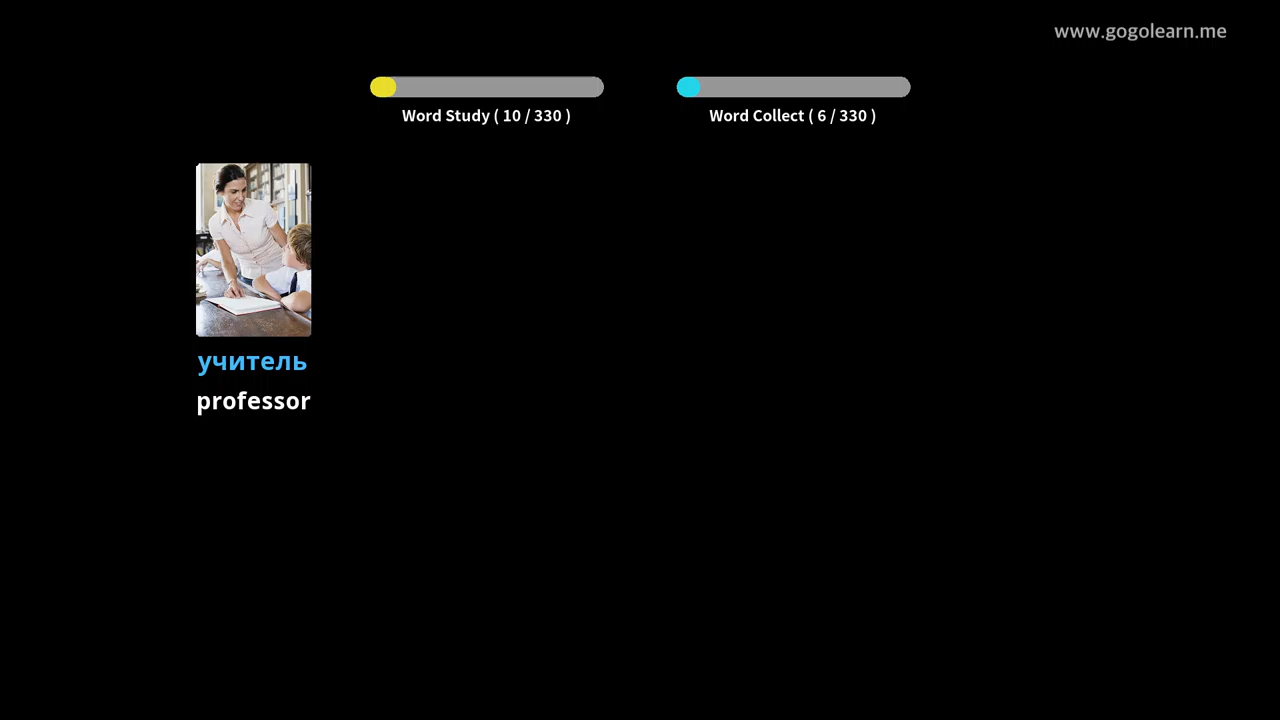 www.gogolearn.me
Word Study ( 10 / 330 )
Word Collect ( 6 / 330 )
учитель
professor